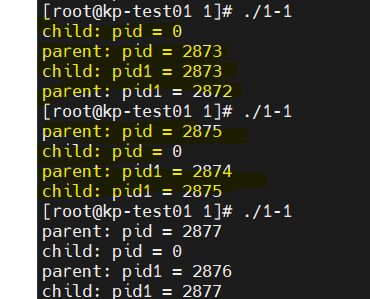 [root@kp-test01 1]# ./1-1
child: pid = 0
parent: pid = 2873
child: pid1 = 2873
parent: pid1 = 2872
[root@kp-test01 1]# ./1-1
parent: pid = 2875
child: pid = 0
parent: pid1 = 2874
child: pid1 = 2875
[root@kp-test01 1]# ./1-1
parent: pid = 2877
child: pid = 0
parent: pid1 = 2876
child: pid1 = 2877